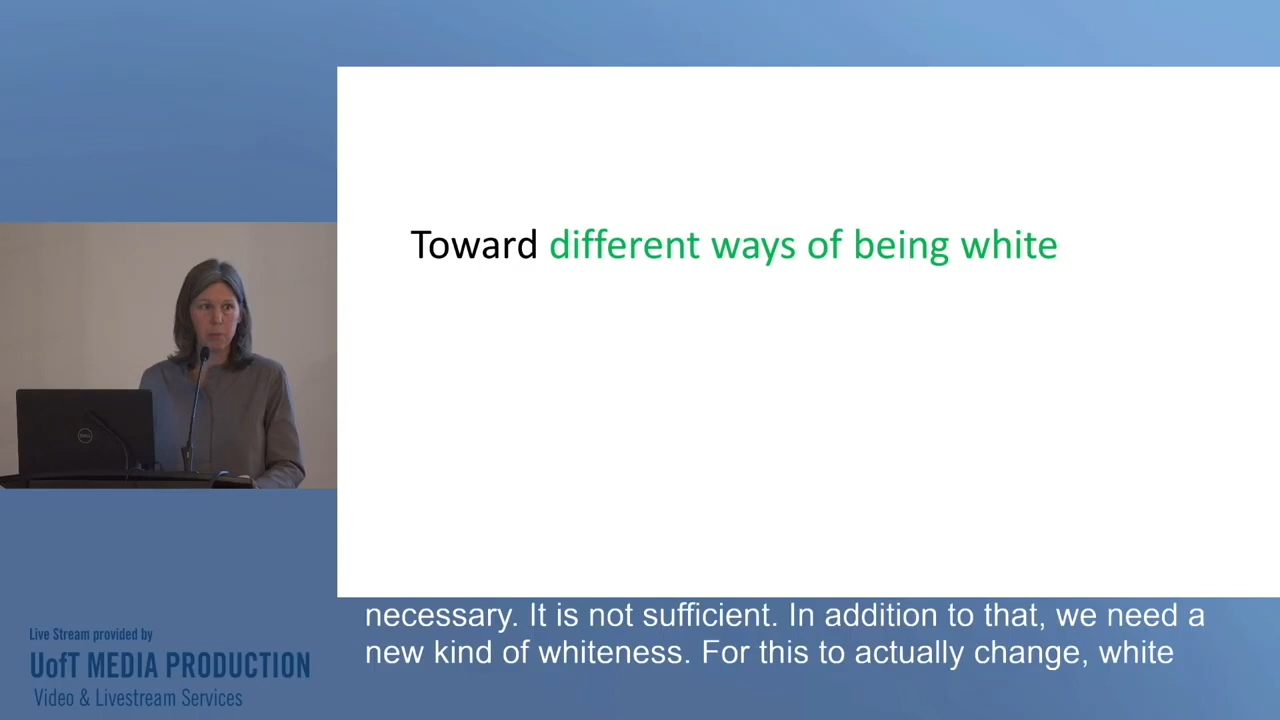 Toward different ways of being white
necessary. It is not sufficient. In addition to that, we need a
new kind of whiteness. For this to actually change, white
Live Stream provided by
UofT MEDIA PRODUCTION
Video & Livestream Services